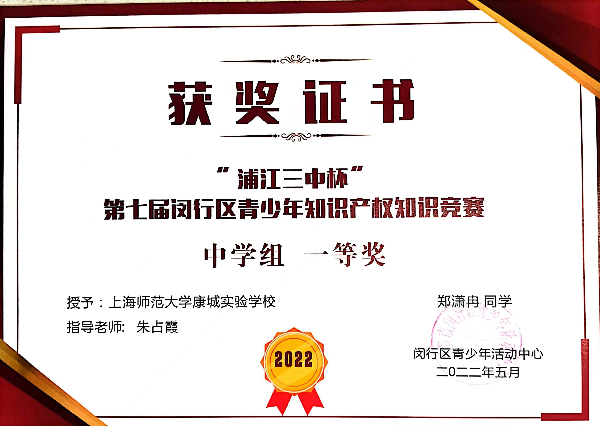 获奖证书
“浦江三中杯”
第七届闵行区青少年知识产权知识竞赛
中学组 一等奖
授予：上海师范大学康城实验学校 郑潇冉 同学
指导老师: 朱占霞
2022
闵行区青少年活动中心
二〇二二年五月